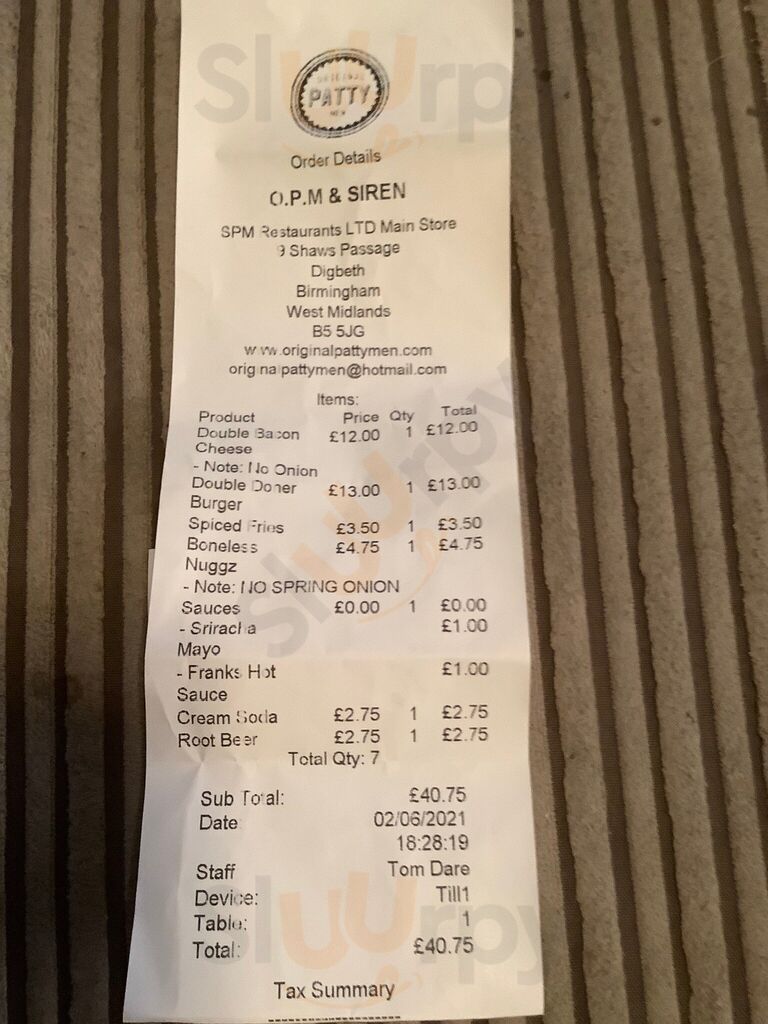 ORIGINAL
PATTY
MEN
Order Details
O.P.M & SIREN
SPM Restaurants LTD Main Store
9 Shaws Passage
Digbeth
Birmingham
West Midlands
B5 5JG
www.originalpattymen.com
originalpattymen@hotmail.com
Items:
Product Price Qty Total
Double Bacon £12.00 1 £12.00
Cheese
- Note: No Onion
Double Doner £13.00 1 £13.00
Burger
Spiced Fries £3.50 1 £3.50
Boneless £4.75 1 £4.75
Nuggz
- Note: NO SPRING ONION
Sauces £0.00 1 £0.00
- Sriracha £1.00
Mayo
- Franks Hot £1.00
Sauce
Cream Soda £2.75 1 £2.75
Root Beer £2.75 1 £2.75
Total Qty: 7
Sub Total: £40.75
Date 02/06/2021
18:28:19
Staff Tom Dare
Device: Till1
Table: 1
Total: £40.75
Tax Summary
Sluurpy
Sluurpy
Sluurpy